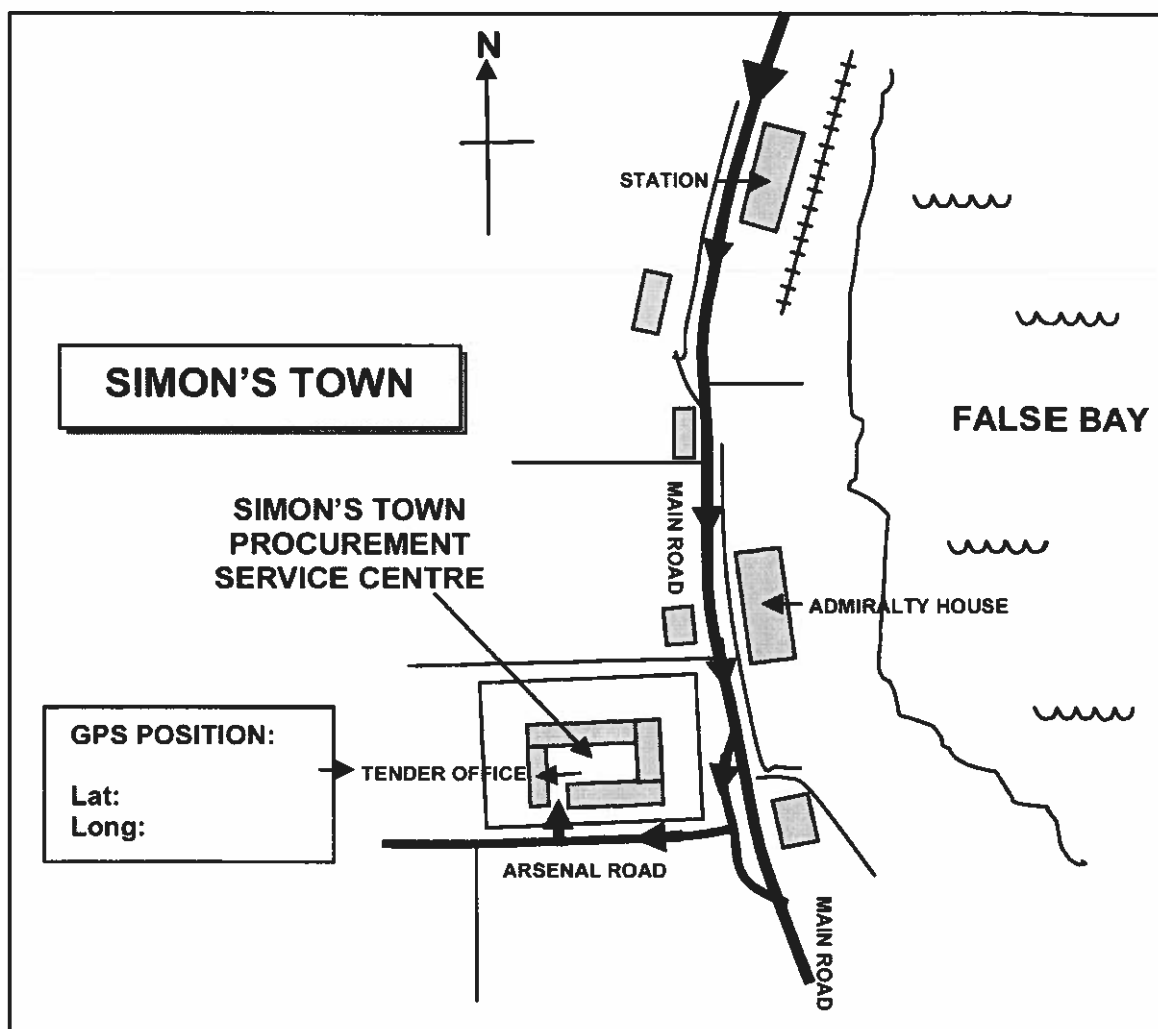 N
STATION
SIMON'S TOWN
FALSE BAY
SIMON'S TOWN
PROCUREMENT
SERVICE CENTRE
MAIN ROAD
ADMIRALTY HOUSE
GPS POSITION:
Lat:
Long:
TENDER OFFICE
ARSENAL ROAD
MAIN ROAD